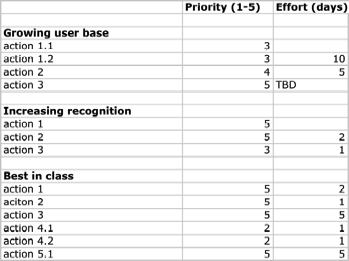 Priority (1-5) Effort (days)
Growing user base
action 1.1 3
action 1.2 3 10
action 2 4 5
action 3 5 TBD
Increasing recognition
action 1 5
action 2 5 2
action 3 3 1
Best in class
action 1 5 2
aciton 2 5 1
action 3 5 5
action 4.1 2 1
action 4.2 2 1
action 5.1 5 5